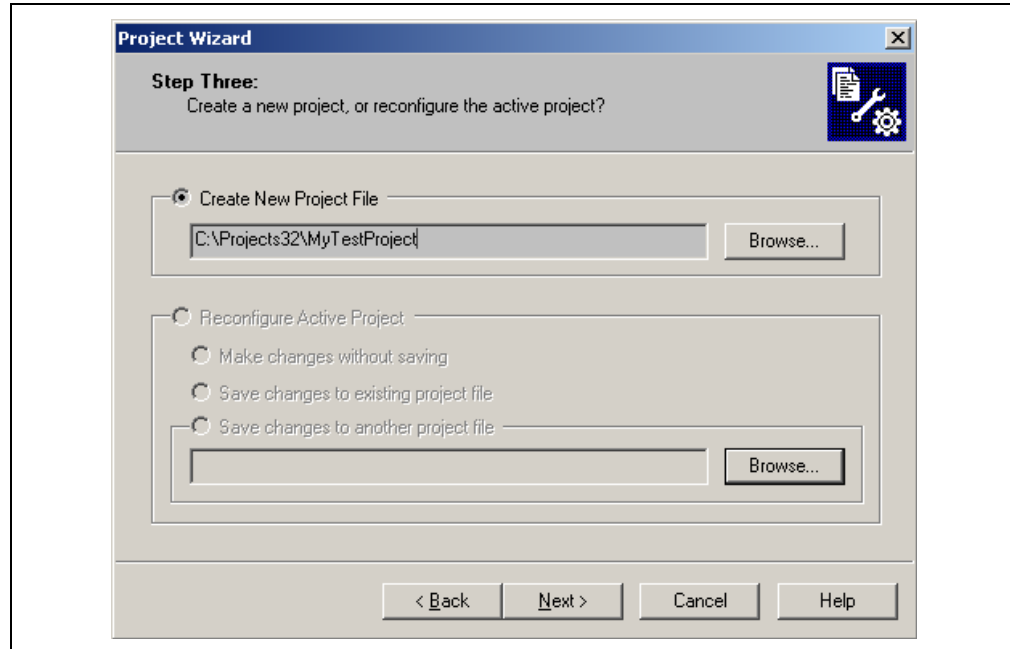 Project Wizard
Step Three:
Create a new project, or reconfigure the active project?
Create New Project File
C:\Projects32\MyTestProject
Browse...
Reconfigure Active Project
Make changes without saving
Save changes to existing project file
Save changes to another project file
Browse...
< Back
Next >
Cancel
Help